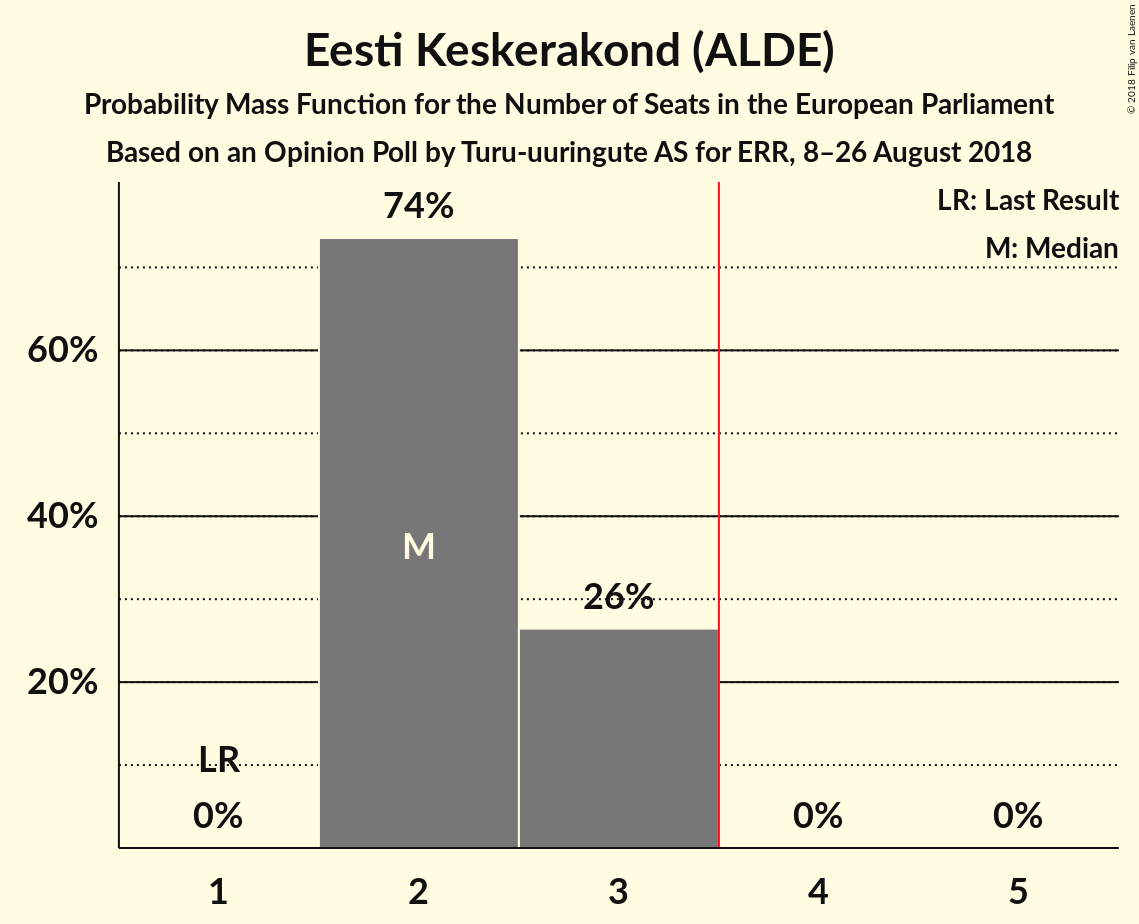 Eesti Keskerakond (ALDE)
Probability Mass Function for the Number of Seats in the European Parliament
Based on an Opinion Poll by Turu-uuringute AS for ERR, 8–26 August 2018
© 2018 Filip van Laenen
LR: Last Result
M: Median
74%
60%
40%
M
26%
20%
LR
0%
0%
0%
1
2
3
4
5